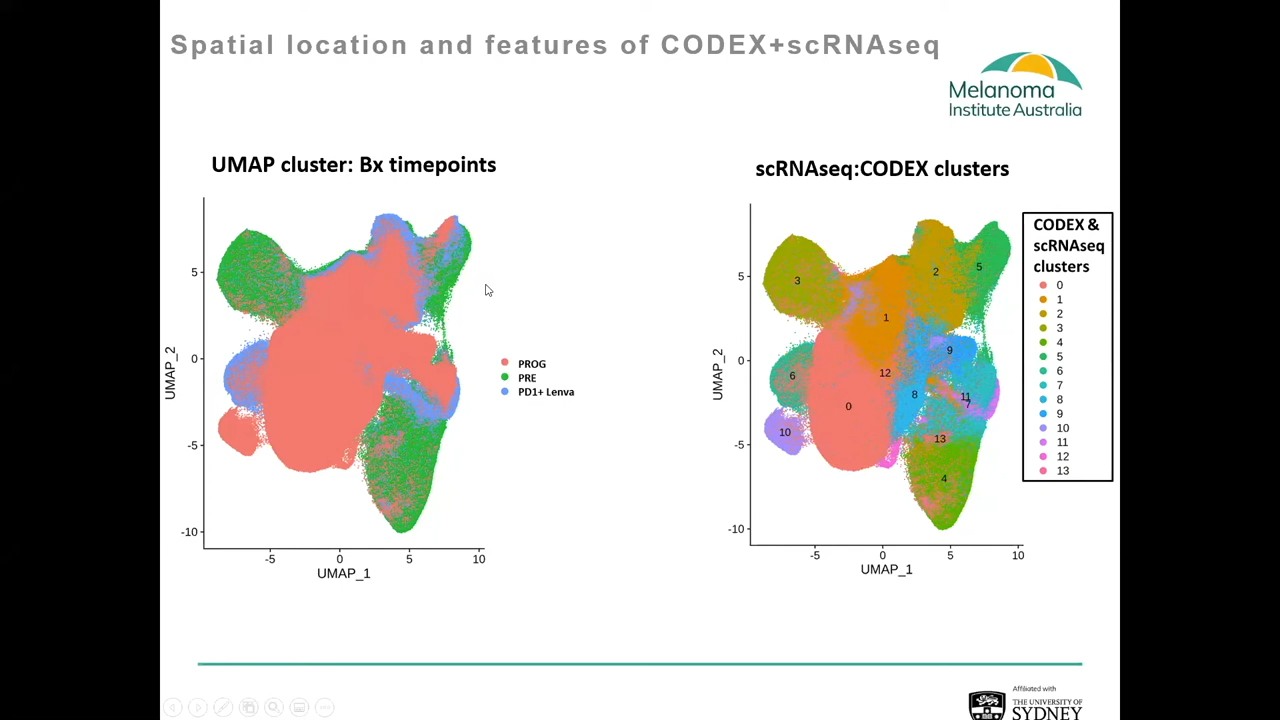 Spatial location and features of CODEX+scRNAseq
Melanoma
Institute Australia
UMAP cluster: Bx timepoints
scRNAseq:CODEX clusters
5
0
-5
-10
UMAP_2
-5
0
5
10
UMAP_1
PROG
PRE
PD1+ Lenva
5
0
-5
-10
UMAP_2
-5
0
5
10
UMAP_1
3
2
5
1
9
12
6
8
11
7
0
10
13
4
CODEX &
scRNAseq
clusters
0
1
2
3
4
5
6
7
8
9
10
11
12
13
Affiliated with
THE UNIVERSITY OF
SYDNEY